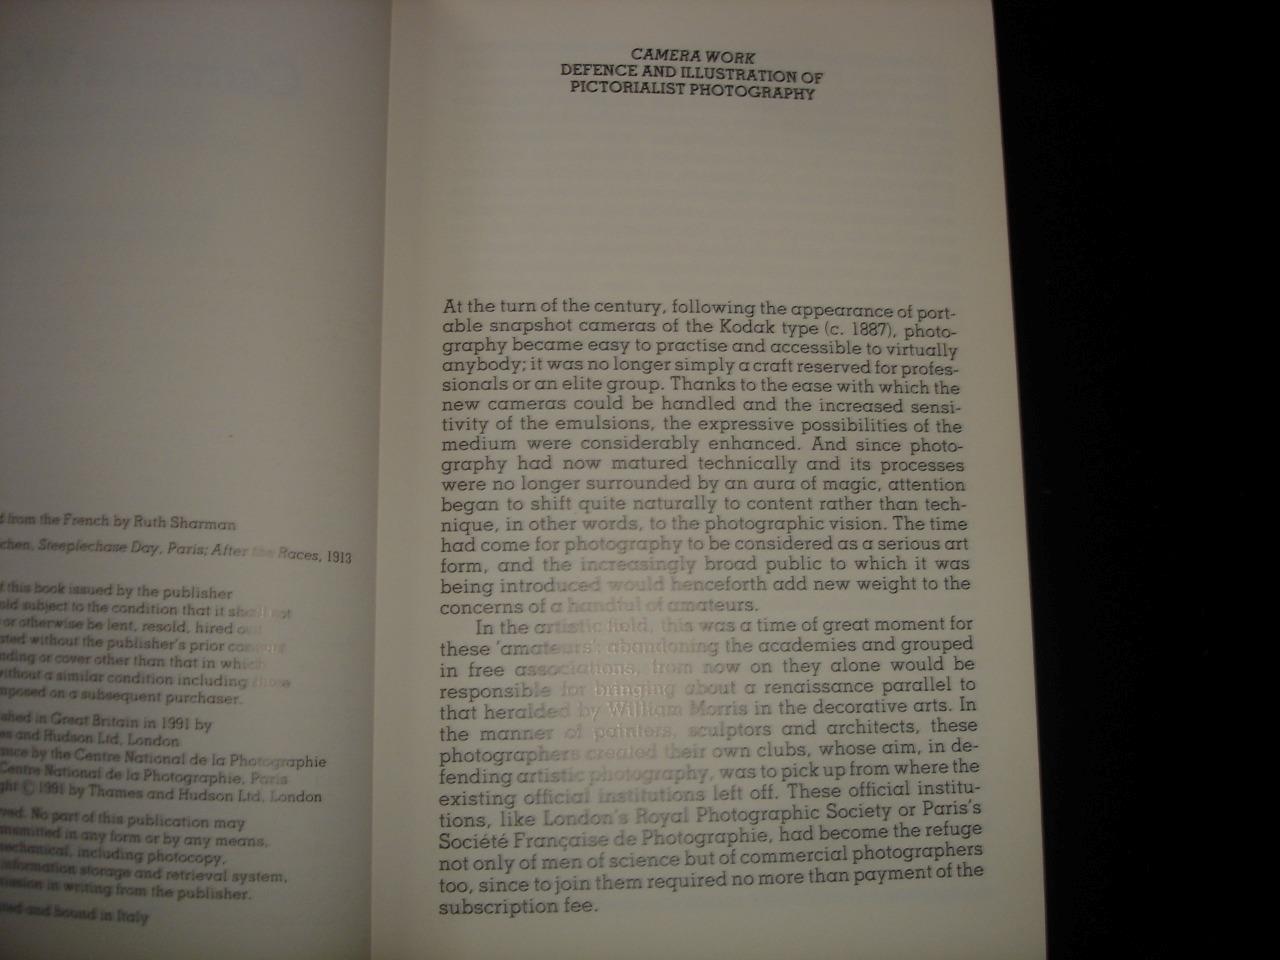 from the French by Ruth Sharman
chen, Steeplechase Day, Paris; After the Races, 1913
this book issued by the publisher
old subject to the condition that it shall not
or otherwise be lent, resold, hired out
ated without the publisher's prior consent
nding or cover other than that in which
without a similar condition including these
mposed on a subsequent purchaser.
shed in Great Britain in 1991 by
es and Hudson Ltd, London
ance by the Centre National de la Photographie
Centre National de la Photographie, Paris
ght © 1991 by Thames and Hudson Ltd, London
ved. No part of this publication may
ansmitted in any form or by any means,
mechanical, including photocopy,
information storage and retrieval system,
mission in writing from the publisher.
ted and bound in Italy
CAMERA WORK
DEFENCE AND ILLUSTRATION OF
PICTORIALIST PHOTOGRAPHY
At the turn of the century, following the appearance of port-
able snapshot cameras of the Kodak type (c. 1887), photo-
graphy became easy to practise and accessible to virtually
anybody; it was no longer simply a craft reserved for profes-
sionals or an elite group. Thanks to the ease with which the
new cameras could be handled and the increased sensi-
tivity of the emulsions, the expressive possibilities of the
medium were considerably enhanced. And since photo-
graphy had now matured technically and its processes
were no longer surrounded by an aura of magic, attention
began to shift quite naturally to content rather than tech-
nique, in other words, to the photographic vision. The time
had come for photography to be considered as a serious art
form, and the increasingly broad public to which it was
being introduced would henceforth add new weight to the
concerns of a handful of amateurs.
In the artistic field, this was a time of great moment for
these 'amateurs': abandoning the academies and grouped
in free associations, from now on they alone would be
responsible for bringing about a renaissance parallel to
that heralded by William Morris in the decorative arts. In
the manner of painters, sculptors and architects, these
photographers created their own clubs, whose aim, in de-
fending artistic photography, was to pick up from where the
existing official institutions left off. These official institu-
tions, like London's Royal Photographic Society or Paris's
Société Française de Photographie, had become the refuge
not only of men of science but of commercial photographers
too, since to join them required no more than payment of the
subscription fee.